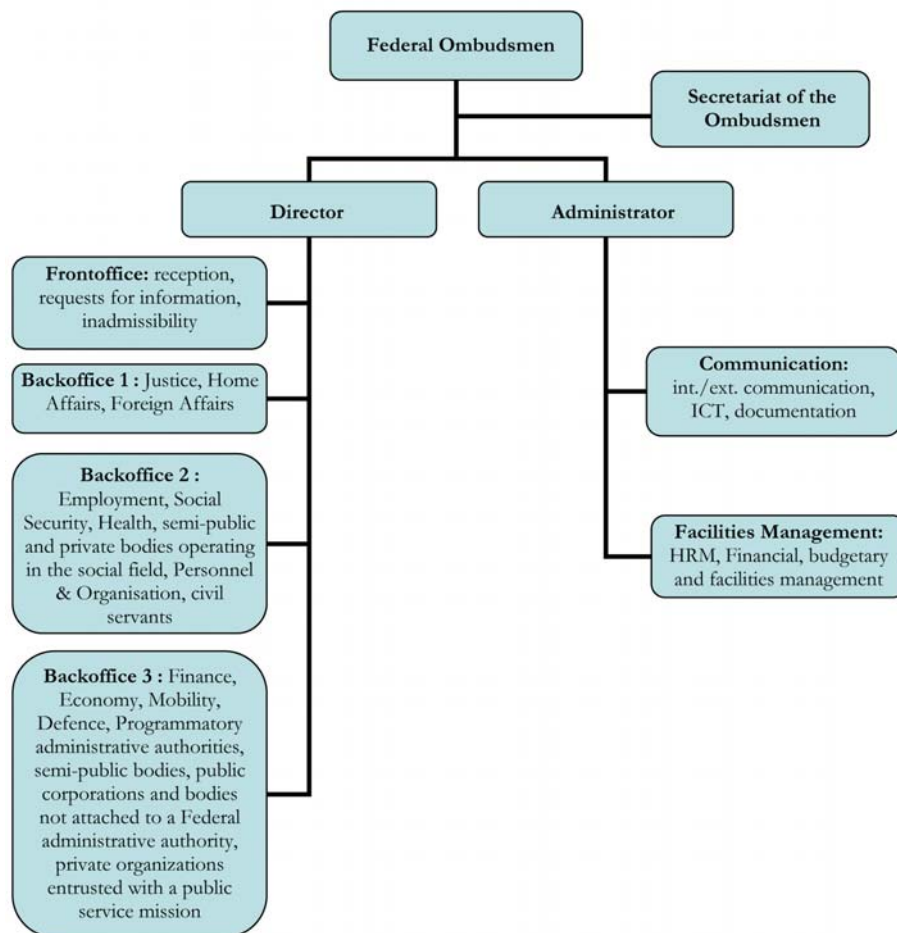 Federal Ombudsmen
Secretariat of the
Ombudsmen
Director
Administrator
Frontoffice: reception,
requests for information,
inadmissibility
Backoffice 1 : Justice, Home
Affairs, Foreign Affairs
Backoffice 2 :
Employment, Social
Security, Health, semi-public
and private bodies operating
in the social field, Personnel
& Organisation, civil
servants
Backoffice 3 : Finance,
Economy, Mobility,
Defence, Programmatory
administrative authorities,
semi-public bodies, public
corporations and bodies
not attached to a Federal
administrative authority,
private organizations
entrusted with a public
service mission
Communication:
int./ext. communication,
ICT, documentation
Facilities Management:
HRM, Financial, budgetary
and facilities management